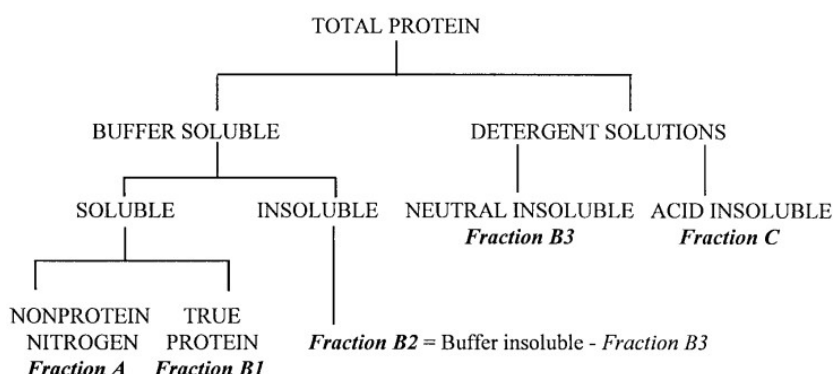 TOTAL PROTEIN
BUFFER SOLUBLE DETERGENT SOLUTIONS
SOLUBLE INSOLUBLE NEUTRAL INSOLUBLE ACID INSOLUBLE
Fraction B3 Fraction C
NONPROTEIN TRUE
NITROGEN PROTEIN Fraction B2 = Buffer insoluble - Fraction B3
Fraction A Fraction B1